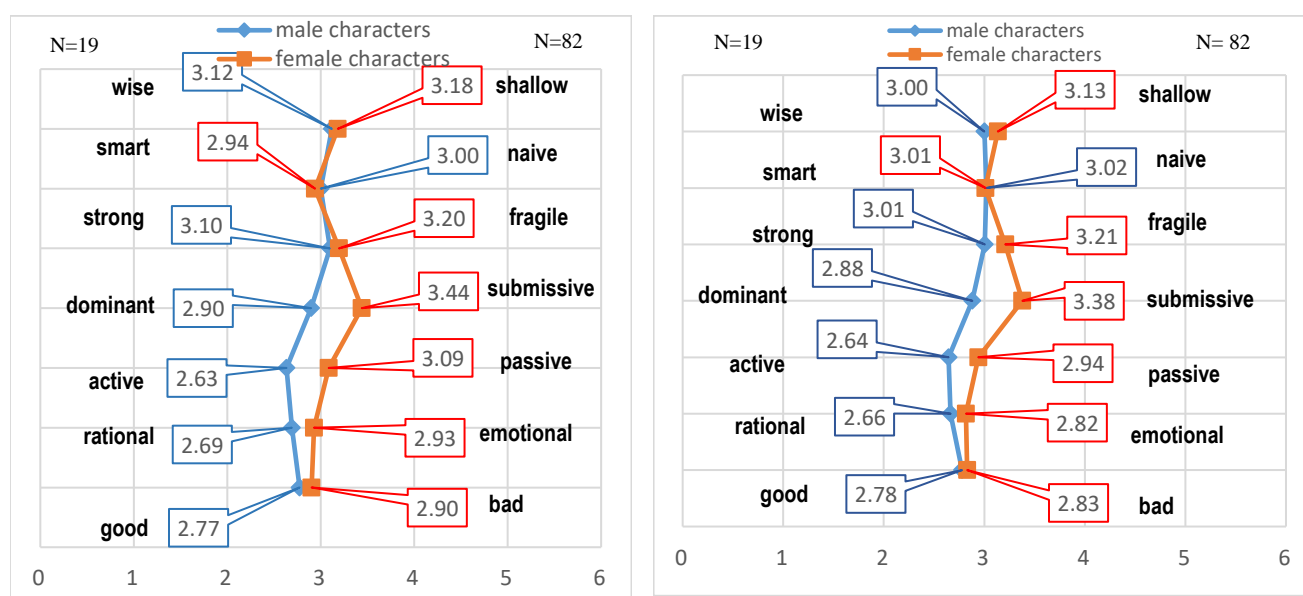 male characters
N=19
N=82
female characters
3.12
wise
3.18
shallow
smart
2.94
3.00
naive
strong
3.10
3.20
fragile
dominant
2.90
3.44
submissive
active
2.63
3.09
passive
rational
2.69
2.93
emotional
good
2.77
2.90
bad
0 1 2 3 4 5 6
male characters
N=19
N= 82
female characters
wise
3.00
3.13
shallow
smart
3.01
3.02
naive
strong
3.01
3.21
fragile
dominant
2.88
3.38
submissive
active
2.64
2.94
passive
rational
2.66
2.82
emotional
good
2.78
2.83
bad
0 1 2 3 4 5 6